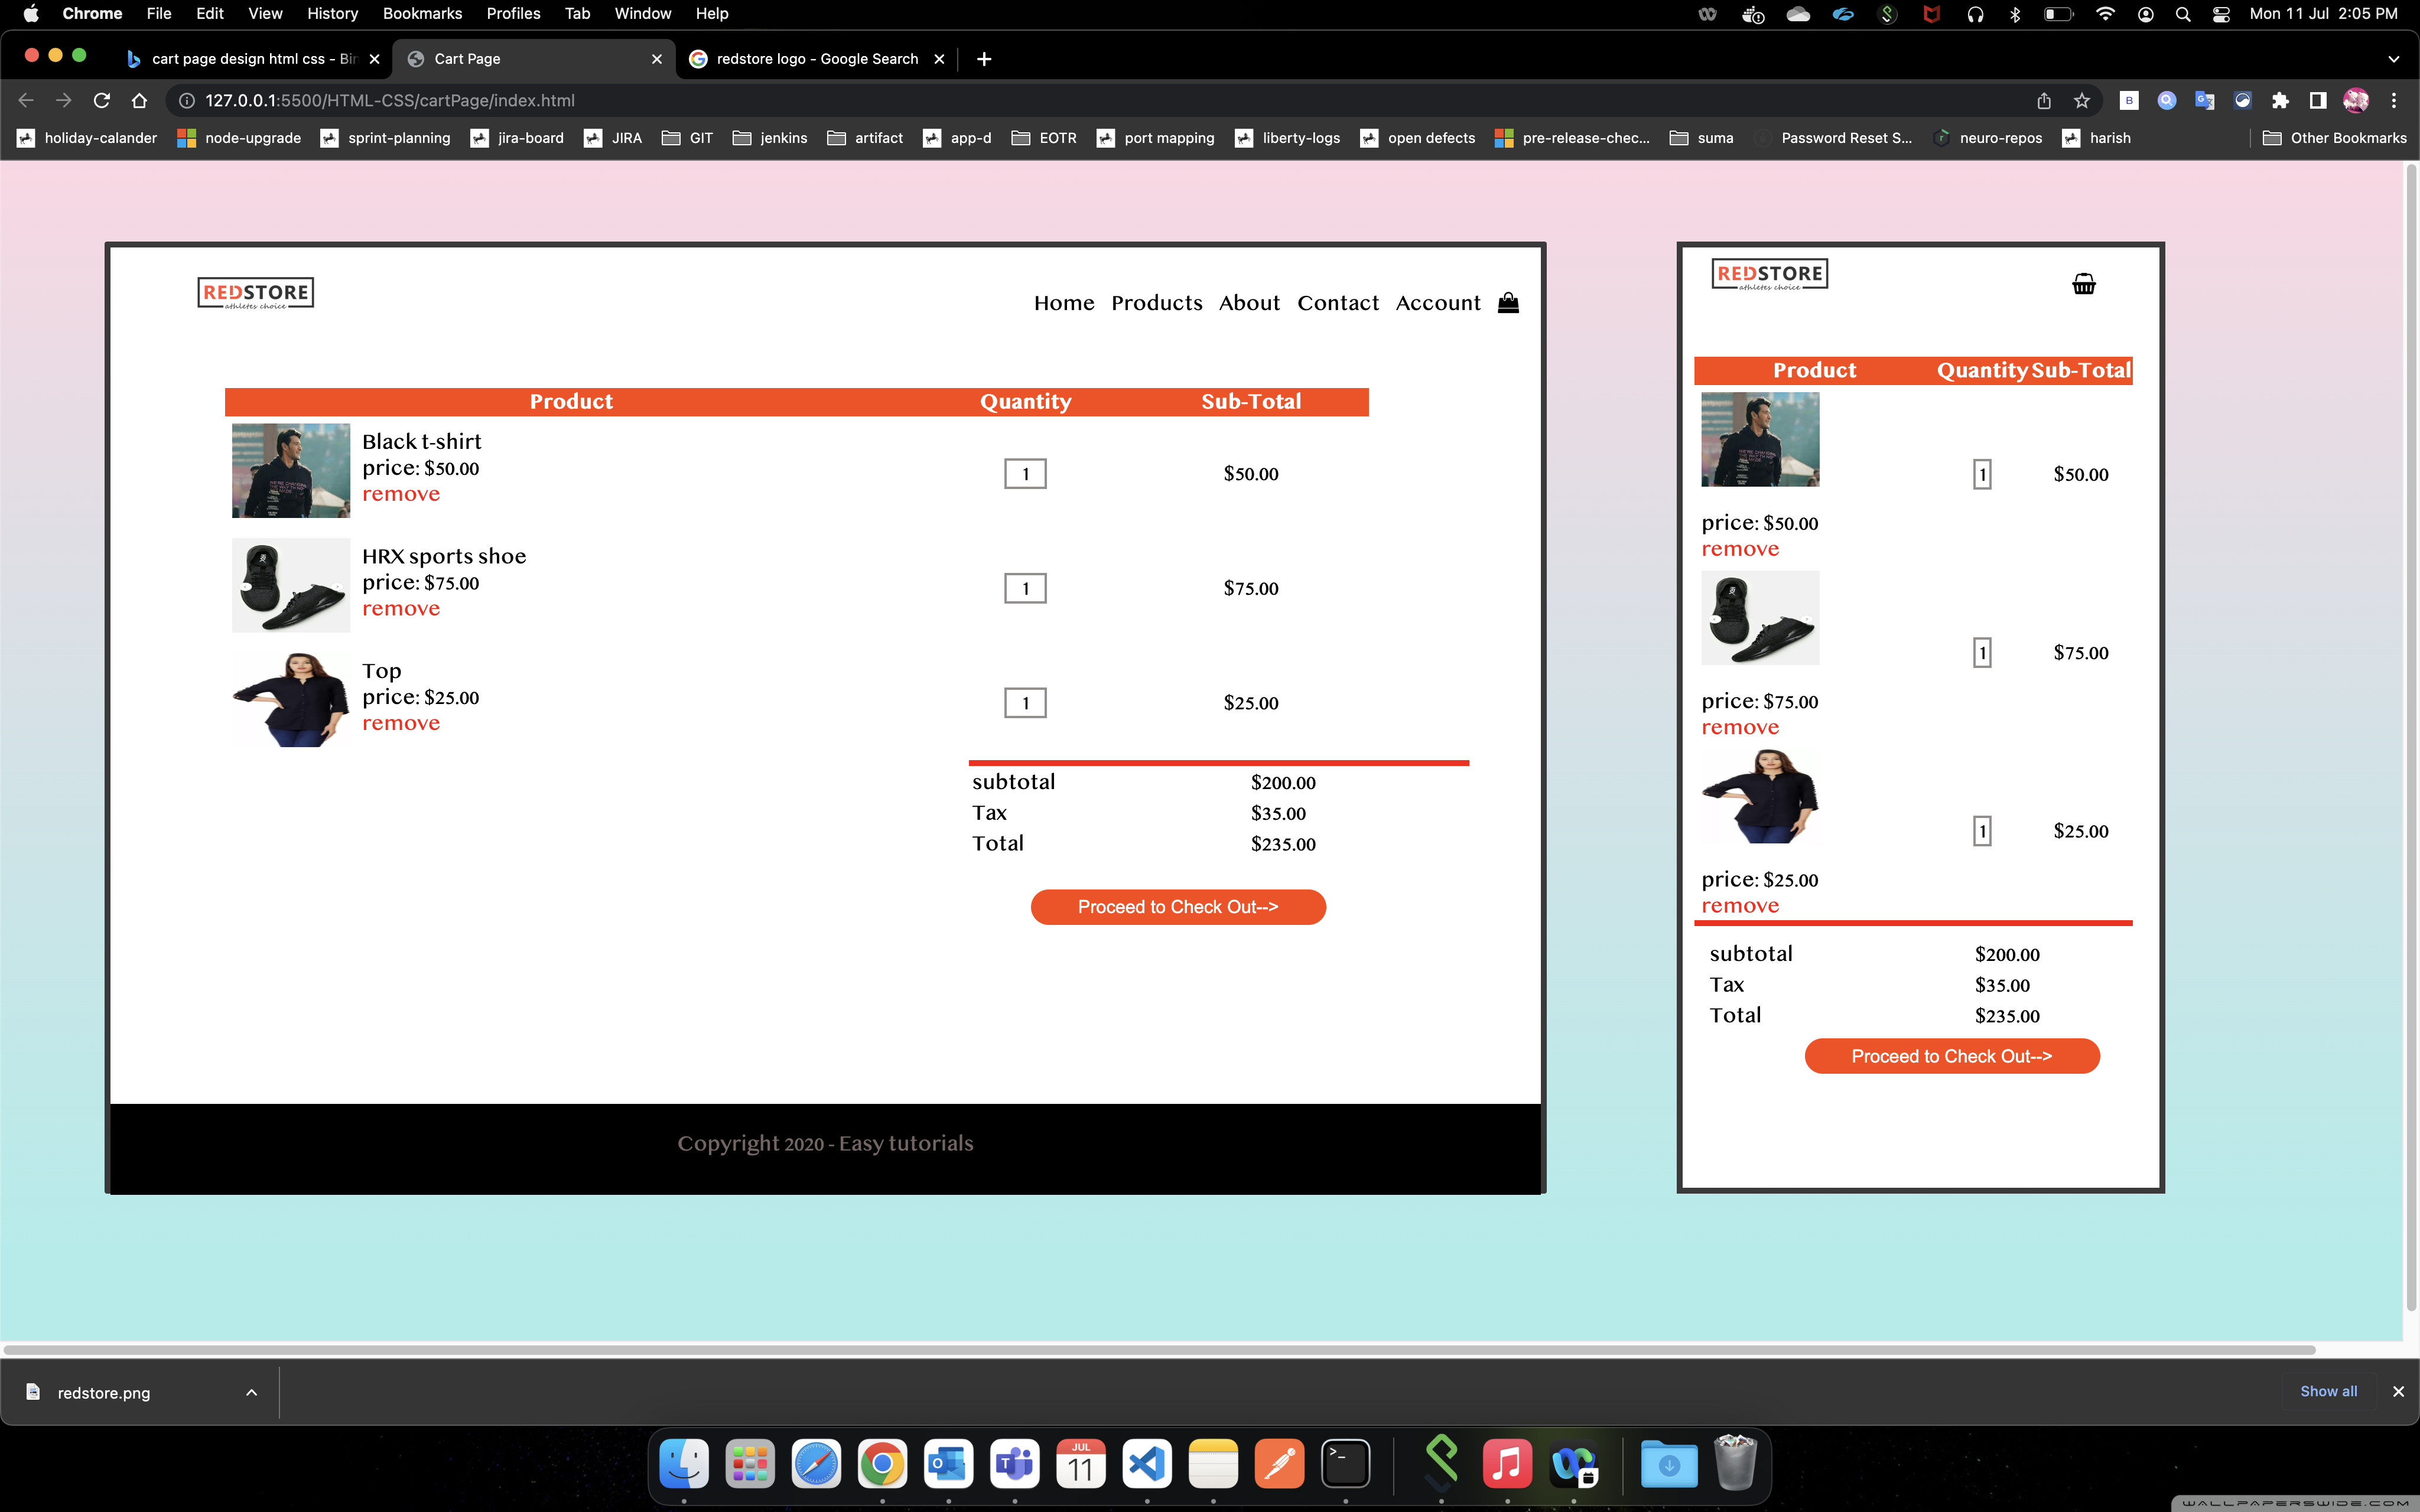 Chrome File Edit View History Bookmarks Profiles Tab Window Help Mon 11 Jul 2:05 PM
cart page design html css - Bin Cart Page redstore logo - Google Search
127.0.0.1:5500/HTML-CSS/cartPage/index.html
holiday-calander node-upgrade sprint-planning jira-board JIRA GIT jenkins artifact app-d EOTR port mapping liberty-logs open defects pre-release-chec... suma Password Reset S... neuro-repos harish Other Bookmarks
REDSTORE
athletes choice
Home Products About Contact Account
Product Quantity Sub-Total
Black t-shirt
price: $50.00
remove
1 $50.00
HRX sports shoe
price: $75.00
remove
1 $75.00
Top
price: $25.00
remove
1 $25.00
subtotal $200.00
Tax $35.00
Total $235.00
Proceed to Check Out-->
Copyright 2020 - Easy tutorials
REDSTORE
athletes choice
Product Quantity Sub-Total
1 $50.00
price: $50.00
remove
1 $75.00
price: $75.00
remove
1 $25.00
price: $25.00
remove
subtotal $200.00
Tax $35.00
Total $235.00
Proceed to Check Out-->
redstore.png Show all
JUL
11
WALLPAPERSWIDE.COM